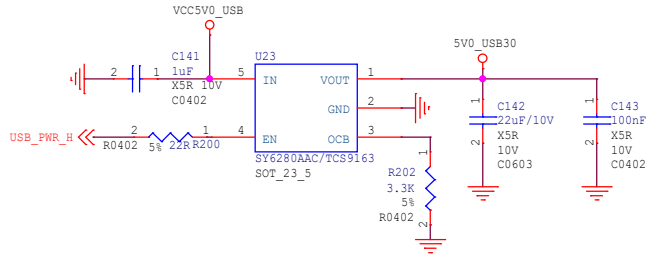 VCC5V0_USB
C141
1uF
X5R 10V
C0402
2
1
5
U23
IN
VOUT
GND
EN
OCB
1
2
3
4
SY6280AAC/TCS9163
SOT_23_5
USB_PWR_H
2
1
R0402
5%
22R
R200
R202
3.3K
5%
R0402
1
2
5V0_USB30
1
2
C142
22uF/10V
X5R
10V
C0603
1
2
C143
100nF
X5R
10V
C0402